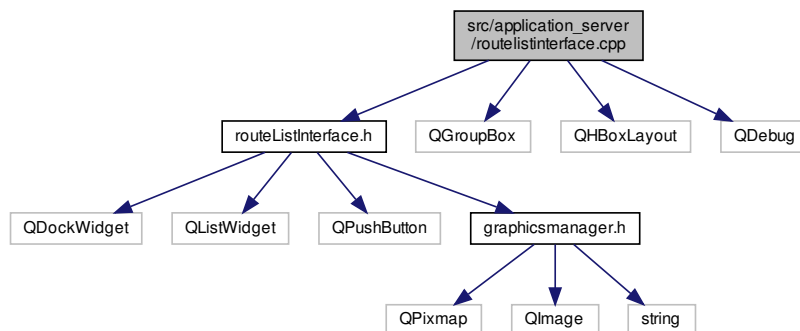 src/application_server
/routelistinterface.cpp
routeListInterface.h
QGroupBox
QHBoxLayout
QDebug
QDockWidget
QListWidget
QPushButton
graphicsmanager.h
QPixmap
QImage
string